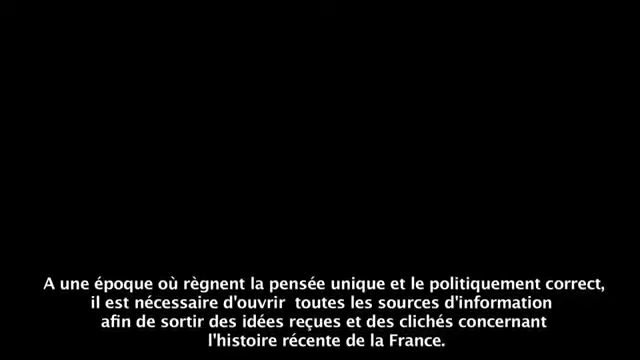 A une époque où règnent la pensée unique et le politiquement correct,
il est nécessaire d'ouvrir  toutes les sources d'information
afin de sortir des idées reçues et des clichés concernant
l'histoire récente de la France.